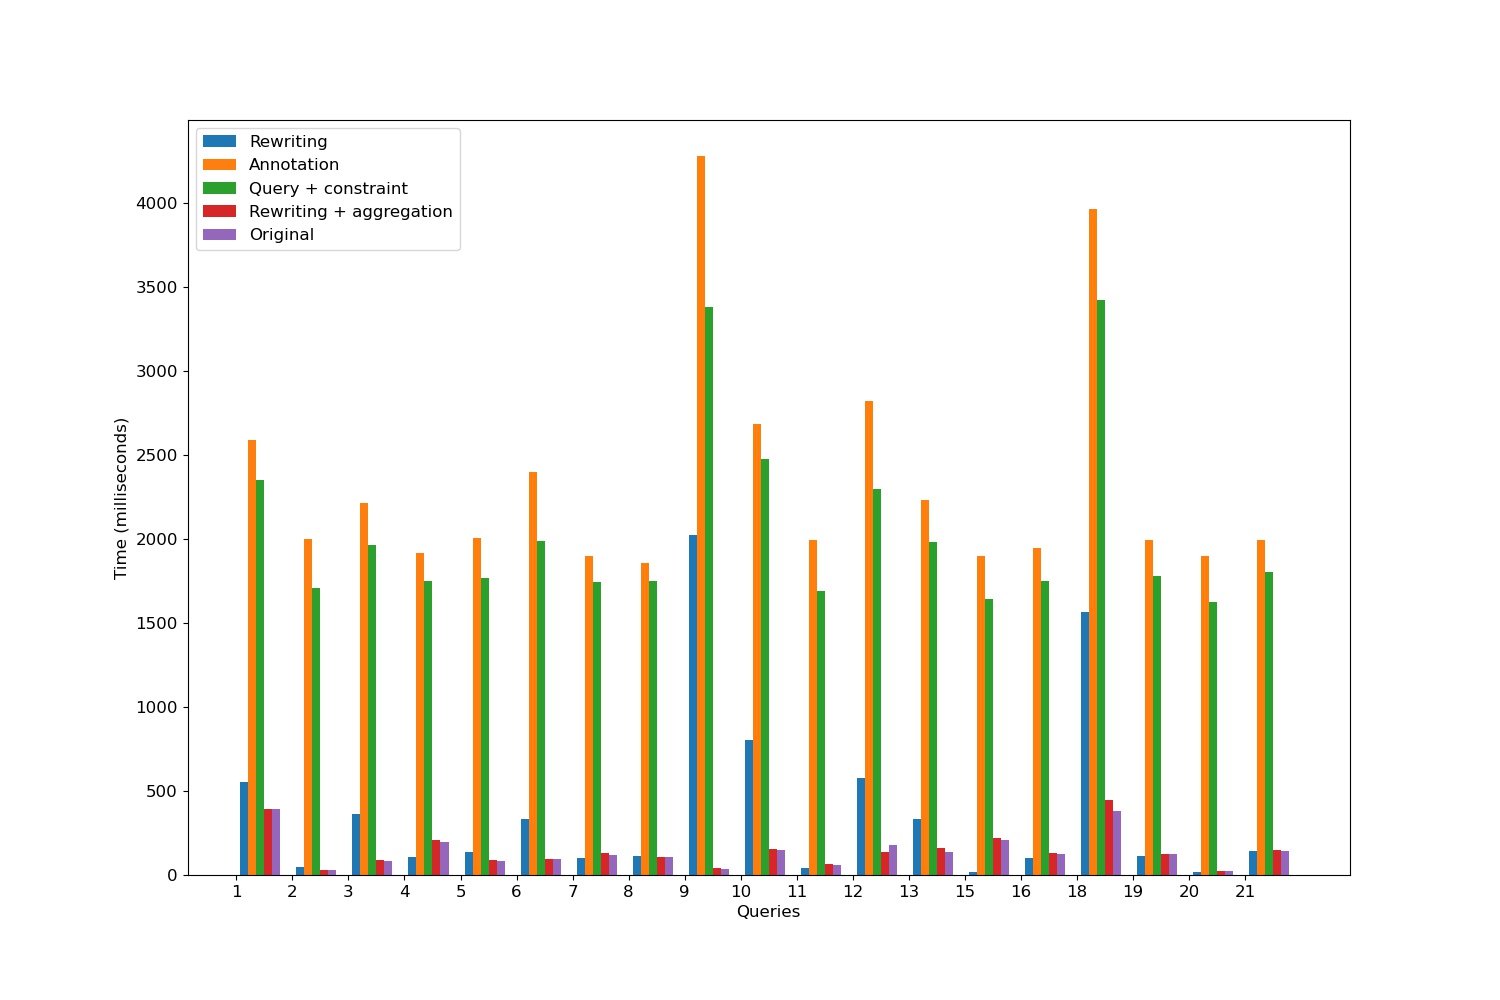 Rewriting
Annotation
Query + constraint
Rewriting + aggregation
Original
4000
3500
3000
2500
2000
1500
1000
500
0
Time (milliseconds)
1 2 3 4 5 6 7 8 9 10 11 12 13 15 16 18 19 20 21
Queries